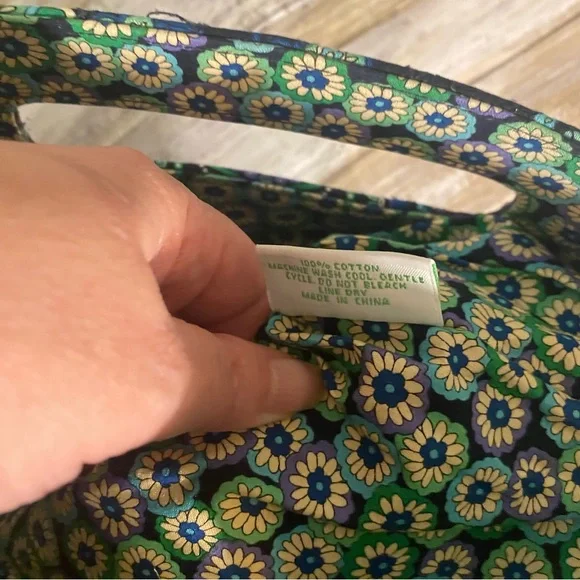 100% COTTON
MACHINE WASH COOL. GENTLE
CYCLE. DO NOT BLEACH
LINE DRY
MADE IN CHINA